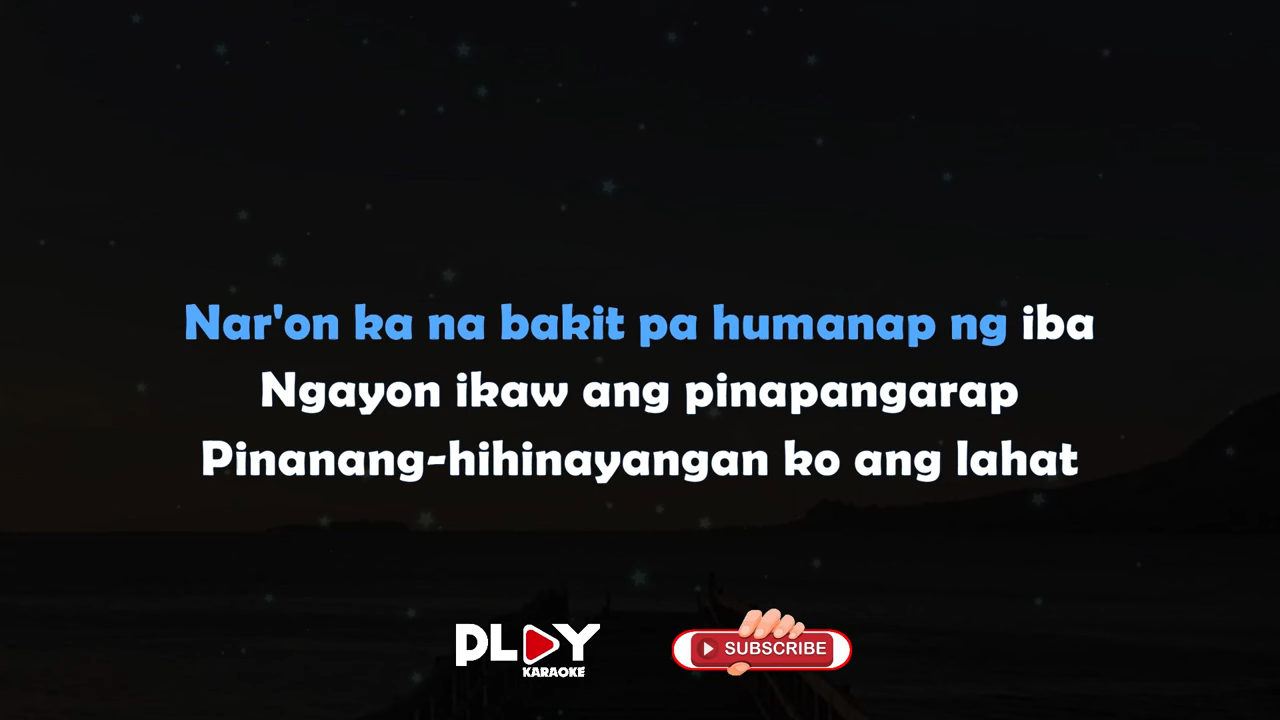 Nar'on ka na bakit pa humanap ng iba
Ngayon ikaw ang pinapangarap
Pinanang-hihinayangan ko ang lahat
PLAY
KARAOKE
SUBSCRIBE